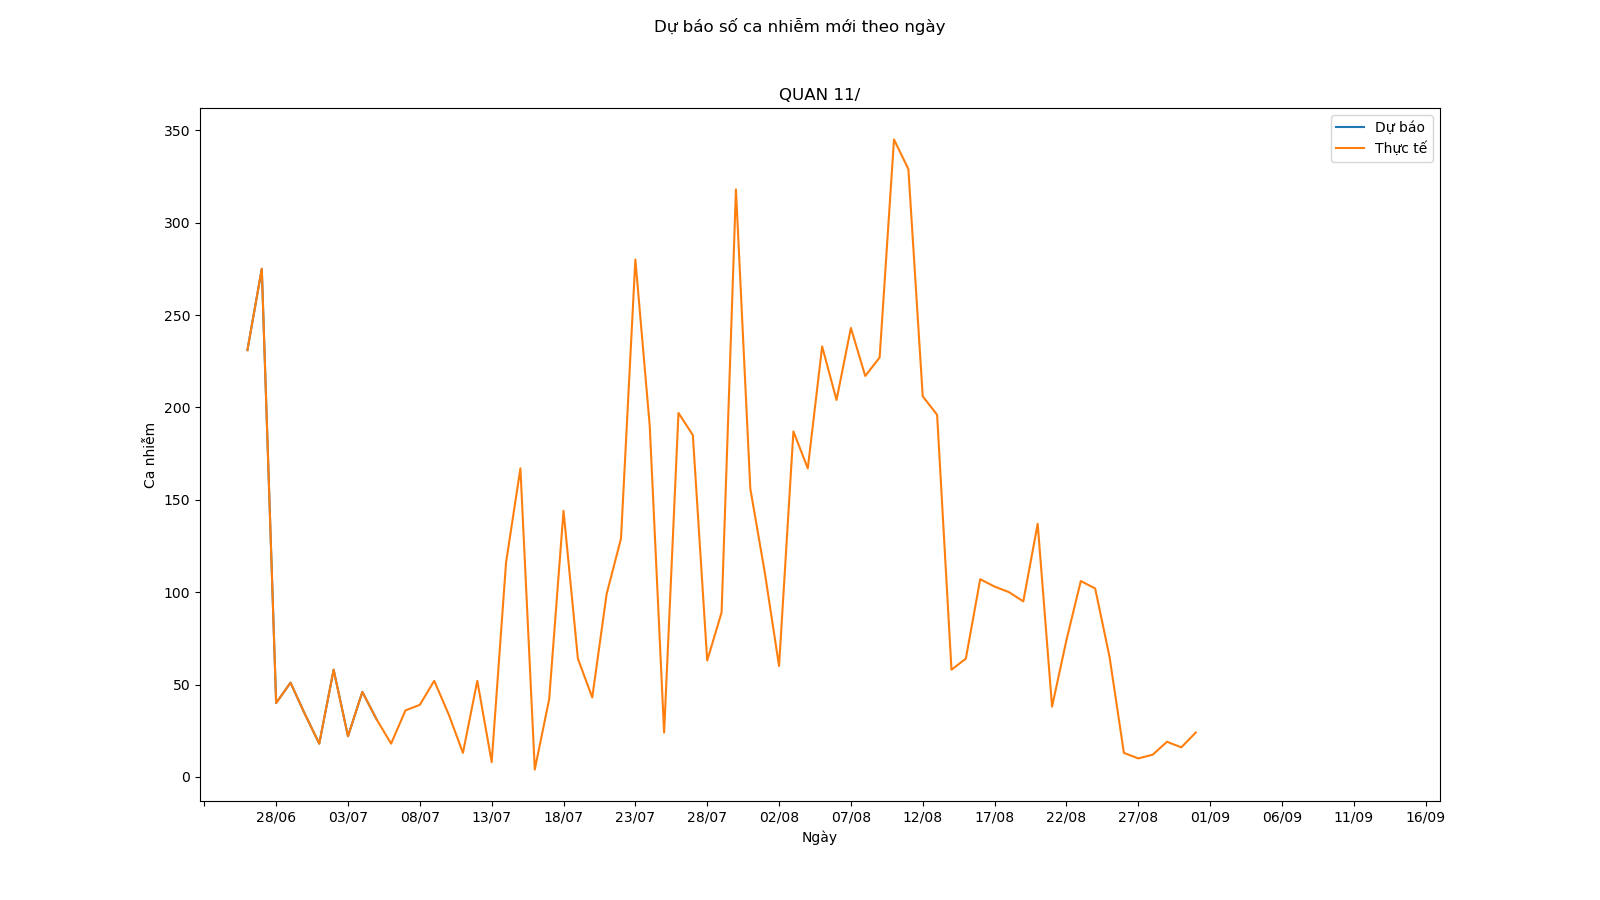 Dự báo số ca nhiễm mới theo ngày
QUAN 11/
Dự báo
Thực tế
350
300
250
200
150
100
50
0
Ca nhiễm
28/06 03/07 08/07 13/07 18/07 23/07 28/07 02/08 07/08 12/08 17/08 22/08 27/08 01/09 06/09 11/09 16/09
Ngày